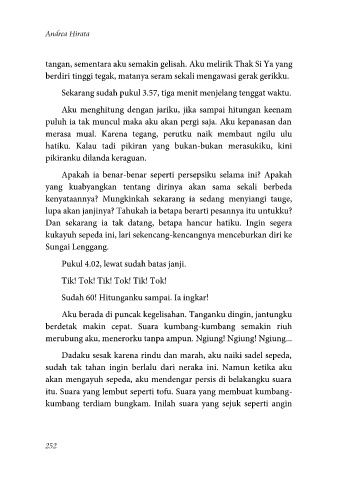 Andrea Hirata
tangan, sementara aku semakin gelisah. Aku melirik Thak Si Ya yang
berdiri tinggi tegak, matanya seram sekali mengawasi gerak gerikku.
Sekarang sudah pukul 3.57, tiga menit menjelang tenggat waktu.
Aku menghitung dengan jariku, jika sampai hitungan keenam
puluh ia tak muncul maka aku akan pergi saja. Aku kepanasan dan
merasa mual. Karena tegang, perutku naik membaut ngilu ulu
hatiku. Kalau tadi pikiran yang bukan-bukan merasukiku, kini
pikiranku dilanda keraguan.
Apakah ia benar-benar seperti persepsiku selama ini? Apakah
yang kuabyangkan tentang dirinya akan sama sekali berbeda
kenyataannya? Mungkinkah sekarang ia sedang menyiangi tauge,
lupa akan janjinya? Tahukah ia betapa berarti pesannya itu untukku?
Dan sekarang ia tak datang, betapa hancur hatiku. Ingin segera
kukayuh sepeda ini, lari sekencang-kencangnya menceburkan diri ke
Sungai Lenggang.
Pukul 4.02, lewat sudah batas janji.
Tik! Tok! Tik! Tok! Tik! Tok!
Sudah 60! Hitunganku sampai. Ia ingkar!
Aku berada di puncak kegelisahan. Tanganku dingin, jantungku
berdetak makin cepat. Suara kumbang-kumbang semakin riuh
merubung aku, menerorku tanpa ampun. Ngiung! Ngiung! Ngiung...
Dadaku sesak karena rindu dan marah, aku naiki sadel sepeda,
sudah tak tahan ingin berlalu dari neraka ini. Namun ketika aku
akan mengayuh sepeda, aku mendengar persis di belakangku suara
itu. Suara yang lembut seperti tofu. Suara yang membuat kumbang-
kumbang terdiam bungkam. Inilah suara yang sejuk seperti angin
252